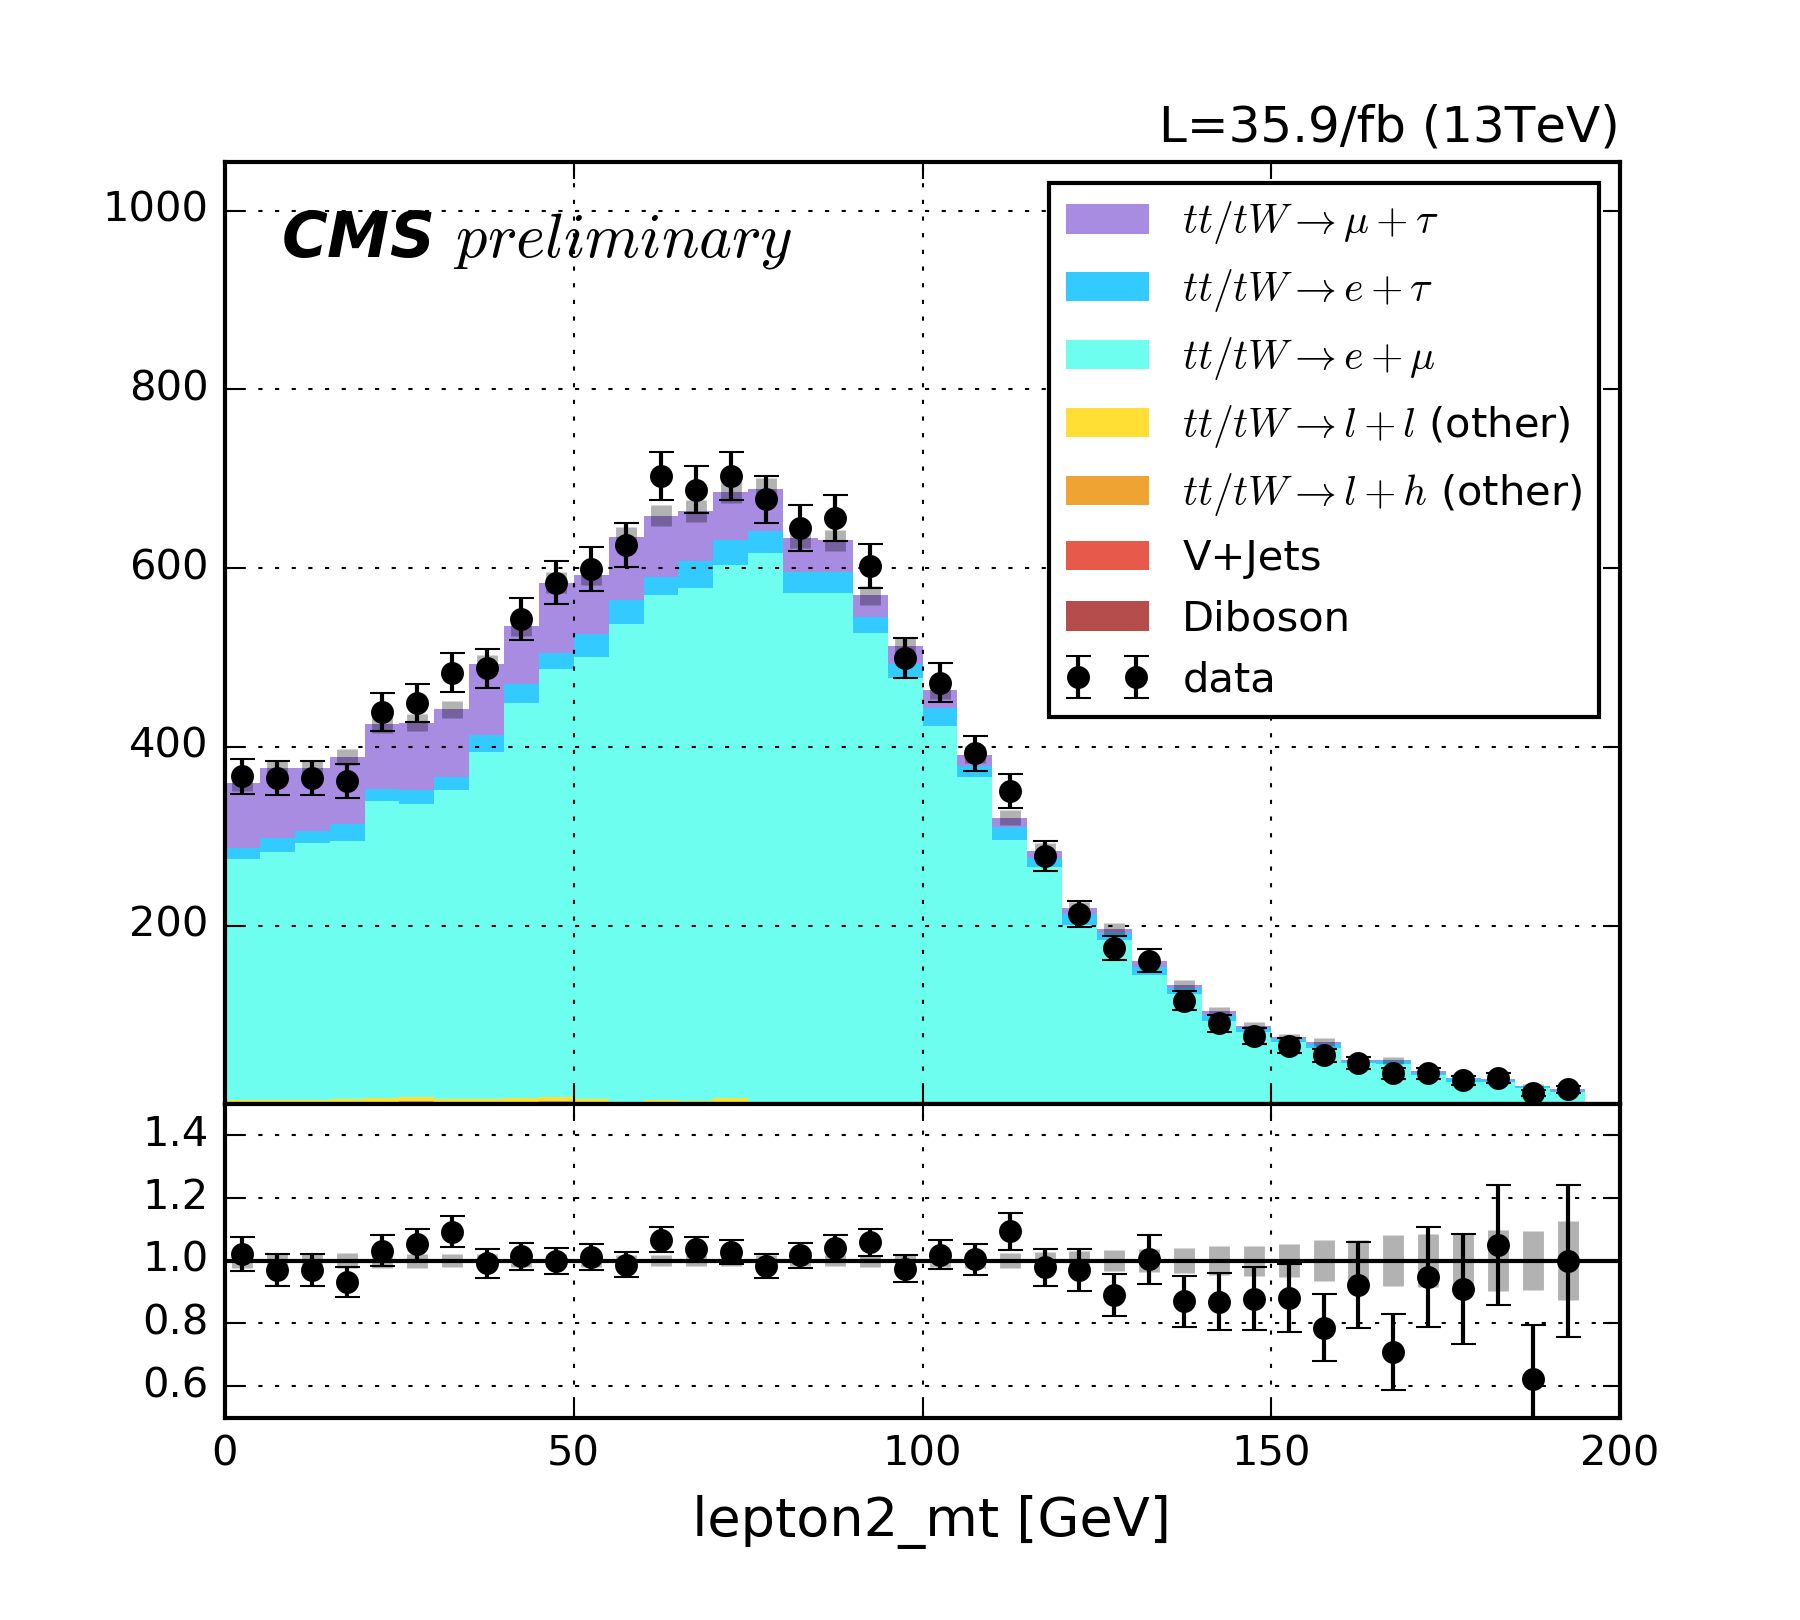 L=35.9/fb (13TeV)
CMS preliminary
1000
800
600
400
200
tt/tW → μ + τ
tt/tW → e + τ
tt/tW → e + μ
tt/tW → l + l (other)
tt/tW → l + h (other)
V+Jets
Diboson
data
1.4
1.2
1.0
0.8
0.6
0 50 100 150 200
lepton2_mt [GeV]